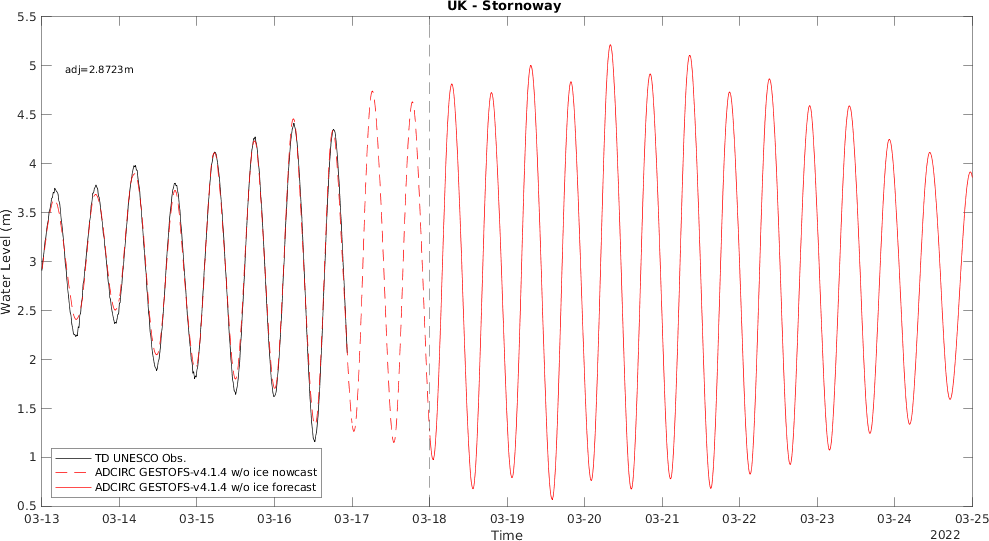 UK - Stornoway
adj=2.8723m
5.5
5
4.5
4
3.5
3
2.5
2
1.5
1
0.5
Water Level (m)
TD UNESCO Obs.
ADCIRC GESTOFS-v4.1.4 w/o ice nowcast
ADCIRC GESTOFS-v4.1.4 w/o ice forecast
03-13 03-14 03-15 03-16 03-17 03-18 03-19 03-20 03-21 03-22 03-23 03-24 03-25
Time
2022